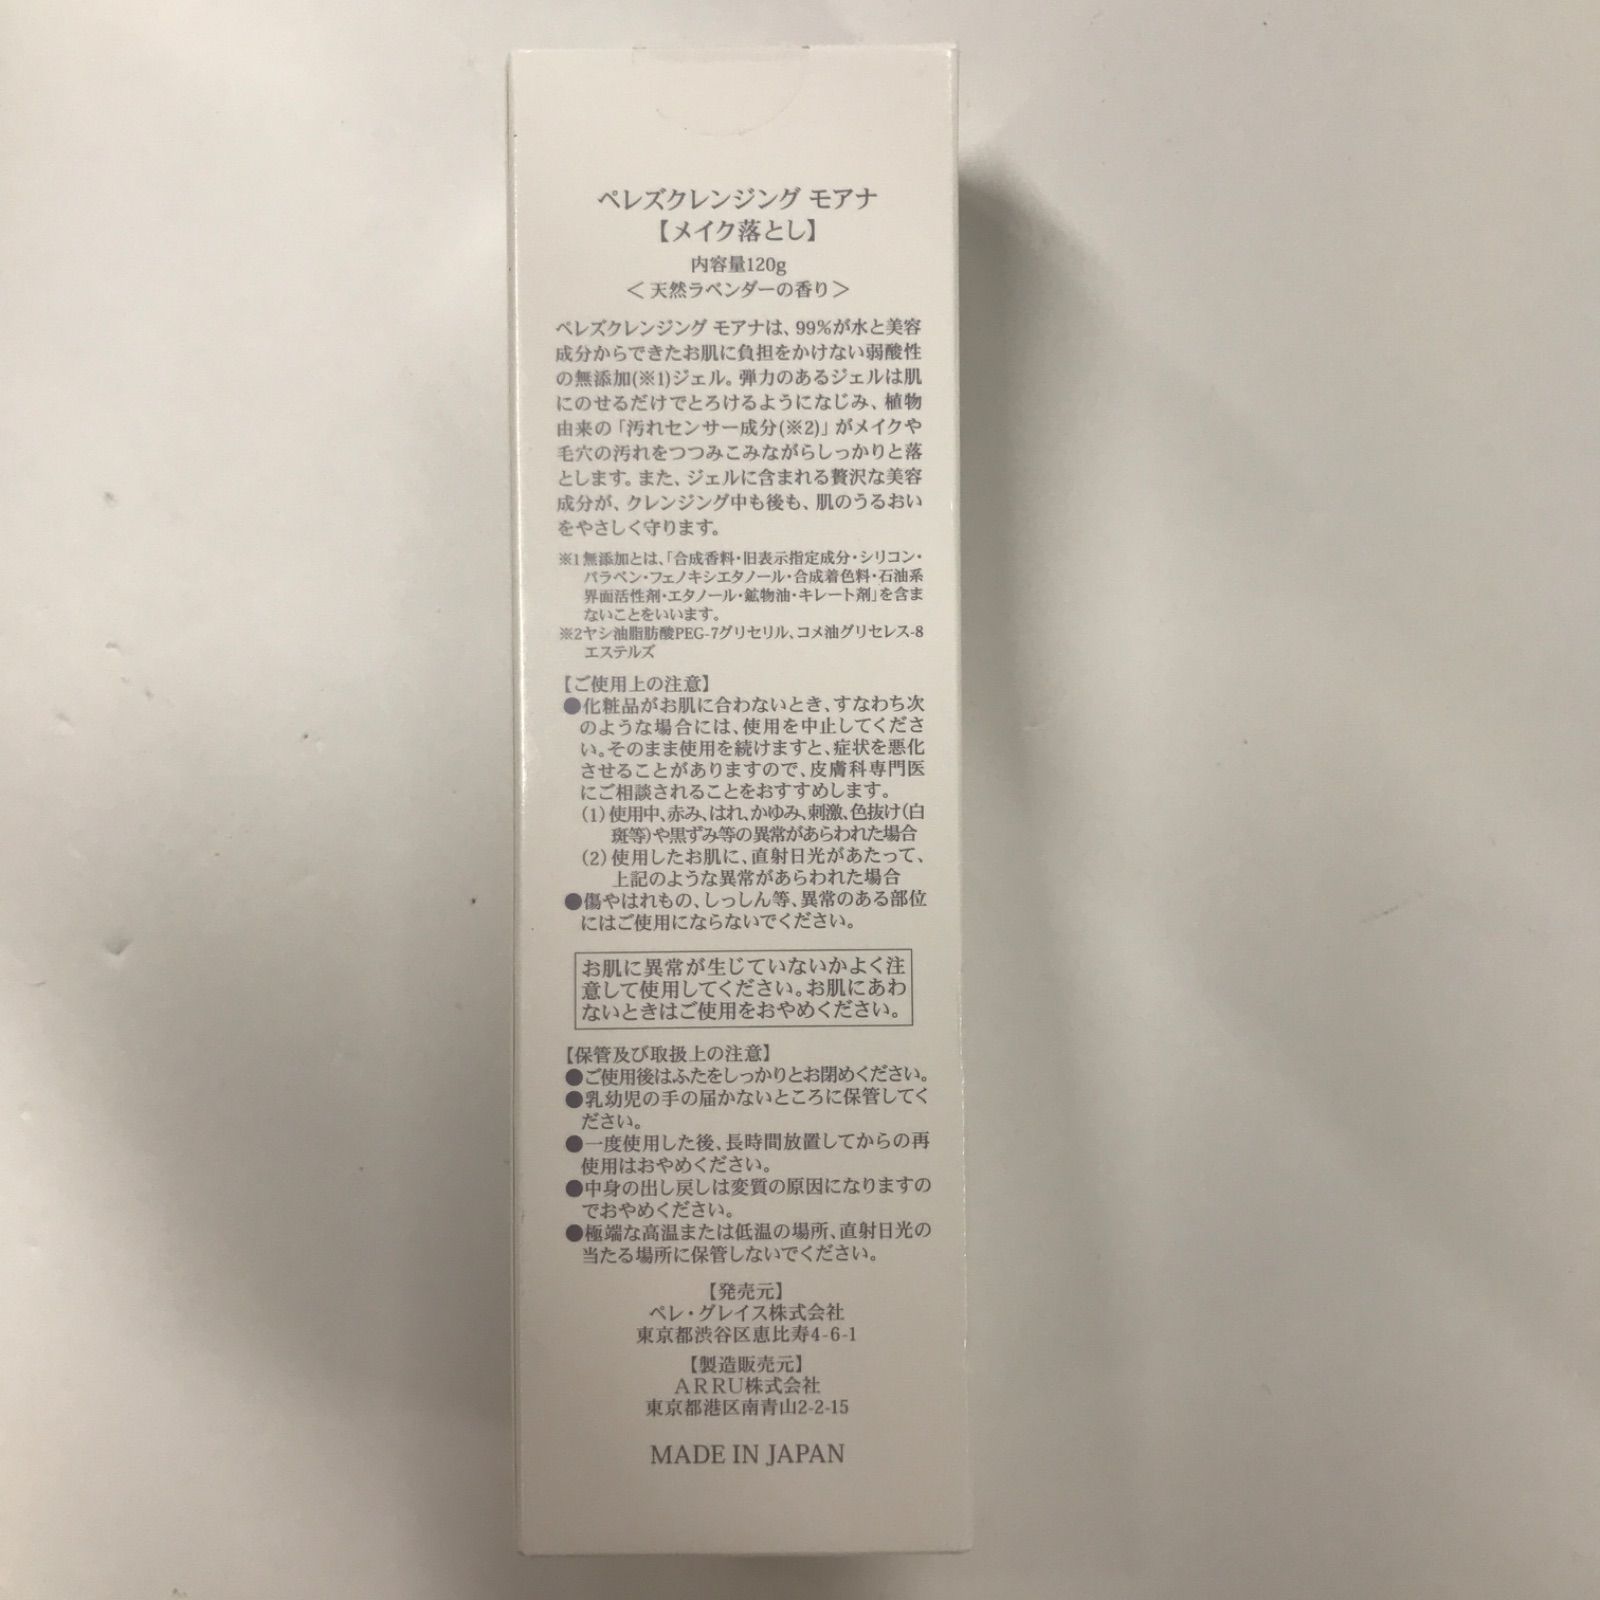 ペレズクレンジング モアナ
【メイク落とし】
内容量120g
＜ 天然ラベンダーの香り＞
ペレズクレンジング モアナは、99%が水と美容
成分からできたお肌に負担をかけない弱酸性
の無添加(※1)ジェル。弾力のあるジェルは肌
にのせるだけでとろけるようになじみ、植物
由来の「汚れセンサー成分(※2)」がメイクや
毛穴の汚れをつつみこみながらしっかりと落
とします。また、ジェルに含まれる贅沢な美容
成分が、クレンジング中も後も、肌のうるおい
をやさしく守ります。
※1 無添加とは、「合成香料・旧表示指定成分・シリコン・
パラベン・フェノキシエタノール・合成着色料・石油系
界面活性剤・エタノール・鉱物油・キレート剤」を含ま
ないことをいいます。
※2ヤシ油脂肪酸PEG-7グリセリル、コメ油グリセレス-8
エステルズ
【ご使用上の注意】
●化粧品がお肌に合わないとき、すなわち次
のような場合には、使用を中止してくださ
い。そのまま使用を続けますと、症状を悪化
させることがありますので、皮膚科専門医
にご相談されることをおすすめします。
(1) 使用中、赤み、はれ、かゆみ、刺激、色抜け(白
斑等)や黒ずみ等の異常があらわれた場合
(2) 使用したお肌に、直射日光があたって、
上記のような異常があらわれた場合
●傷やはれもの、しっしん等、異常のある部位
にはご使用にならないでください。
お肌に異常が生じていないかよく注
意して使用してください。お肌にあわ
ないときはご使用をおやめください。
【保管及び取扱上の注意】
●ご使用後はふたをしっかりとお閉めください。
●乳幼児の手の届かないところに保管してく
ださい。
●一度使用した後、長時間放置してからの再
使用はおやめください。
●中身の出し戻しは変質の原因になりますの
でおやめください。
●極端な高温または低温の場所、直射日光の
当たる場所に保管しないでください。
【発売元】
ペレ・グレイス株式会社
東京都渋谷区恵比寿4-6-1
【製造販売元】
ARRU株式会社
東京都港区南青山2-2-15
MADE IN JAPAN